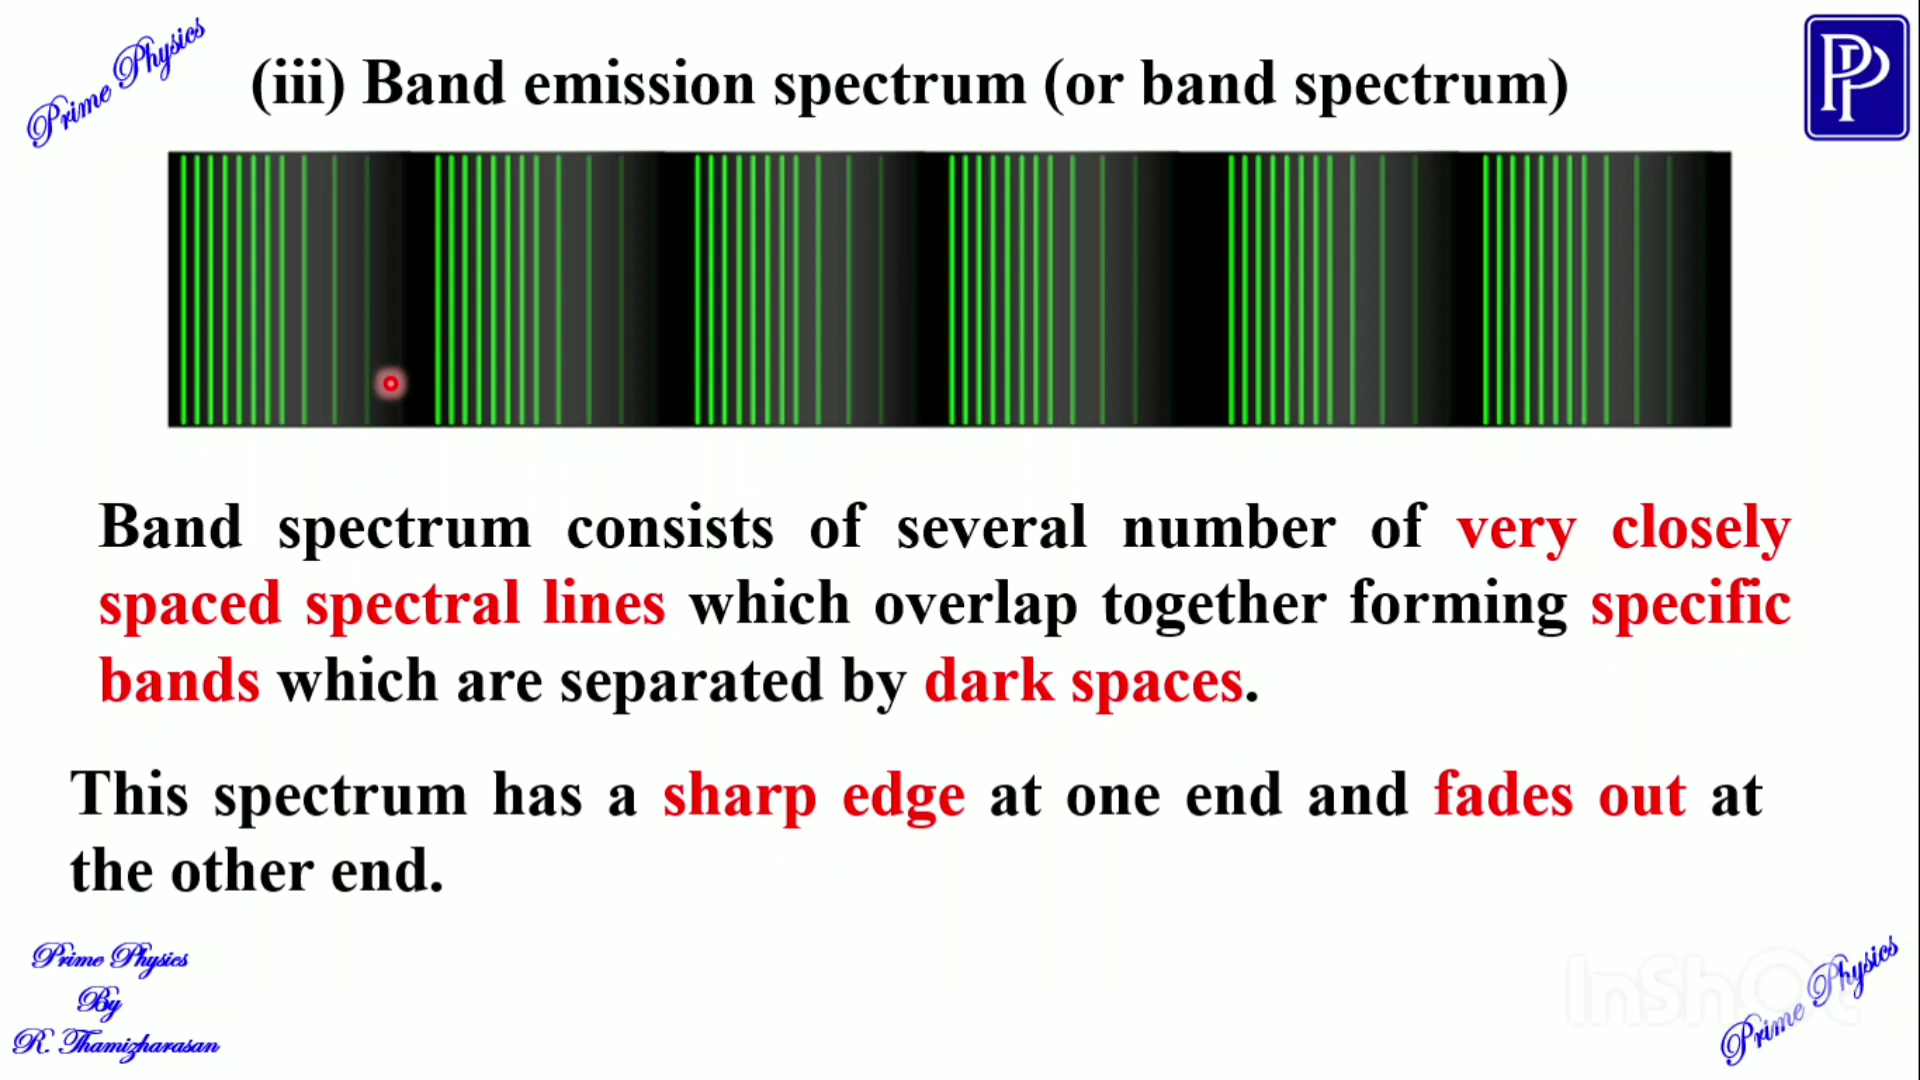 Prime Physics
(iii) Band emission spectrum (or band spectrum)
PP
Band spectrum consists of several number of very closely
spaced spectral lines which overlap together forming specific
bands which are separated by dark spaces.
This spectrum has a sharp edge at one end and fades out at
the other end.
Prime Physics
By
R. Thamizharasan
InShOt
Prime Physics